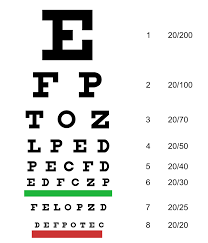 E 1 20/200
F P 2 20/100
T O Z 3 20/70
L P E D 4 20/50
P E C F D 5 20/40
E D F C Z P 6 20/30
F E L O P Z D 7 20/25
D E F P O T E C 8 20/20